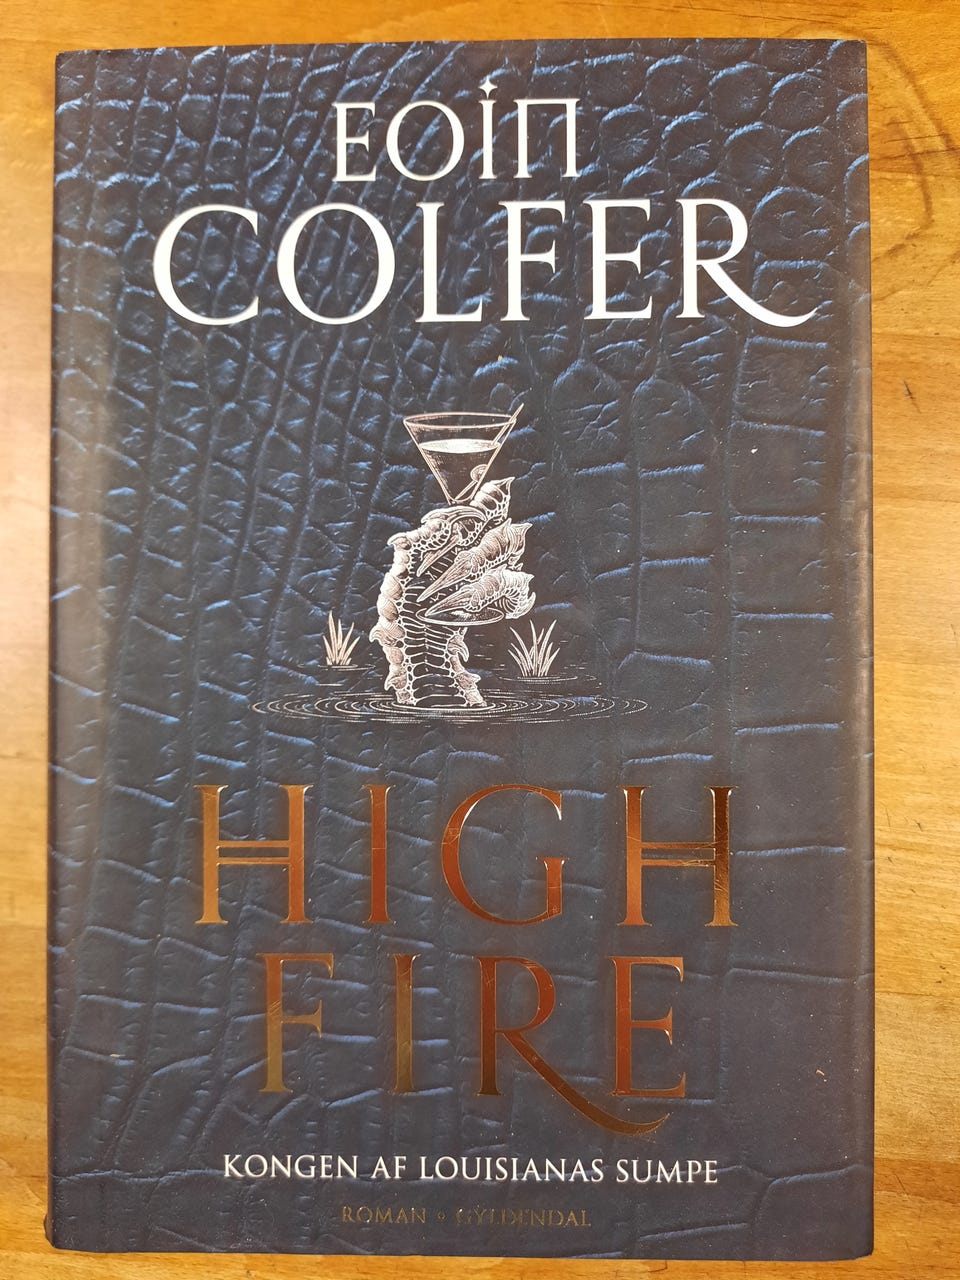 EOIN
COLFER
HIGH
FIRE
KONGEN AF LOUISIANAS SUMPE
ROMAN • GYLDENDAL